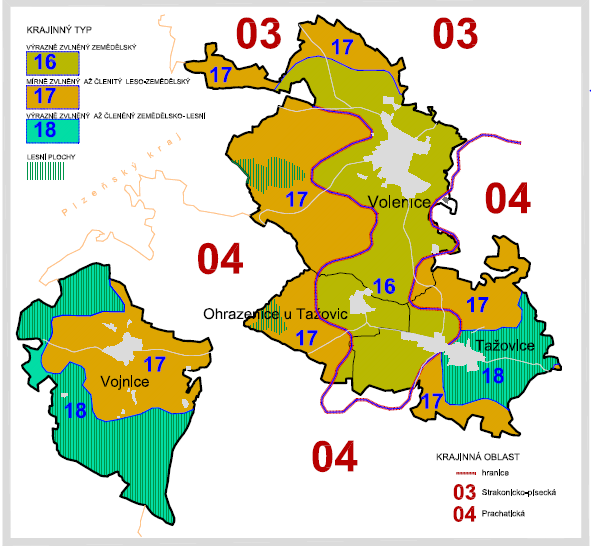 KRAJINNÝ TYP
VÝRAZNĚ ZVLNĚNÝ ZEMĚDĚLSKÝ
16
MÍRNĚ ZVLNĚNÝ AŽ ČLENITÝ LESO-ZEMĚDĚLSKÝ
17
VÝRAZNĚ ZVLNĚNÝ AŽ ČLENĚNÝ ZEMĚDĚLSKO-LESNÍ
18
LESNÍ PLOCHY
03
03
17
17
Plzeňský kraj
17
Volenice
04
04
16
17
Ohrazenice u Tažovic
17
Tažovice
18
17
Vojnice
17
18
04
KRAJINNÁ OBLAST
hranice
03 Strakonicko-písecká
04 Prachatická